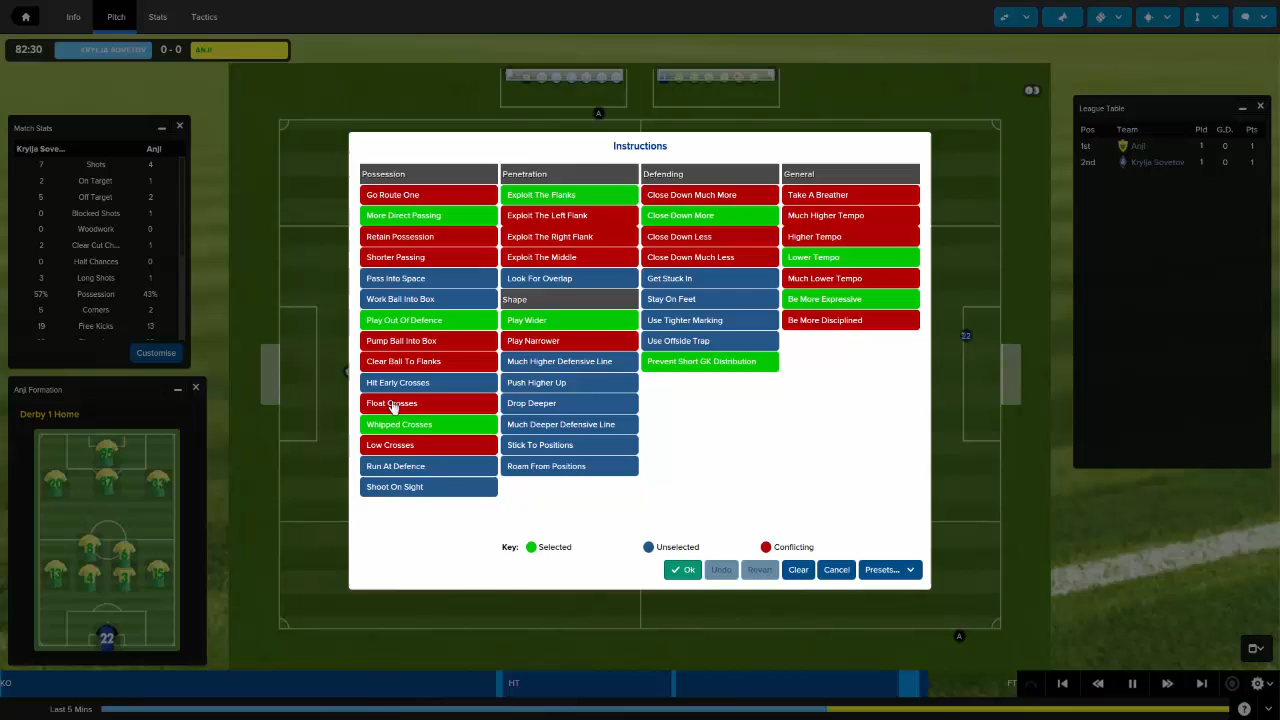 Info Pitch Stats Tactics
82:30 KRYLJA SOVETOV 0 - 0 ANJI
Match Stats
Krylja Sove... Anji
7 Shots 4
2 On Target 1
5 Off Target 2
0 Blocked Shots 1
0 Woodwork 0
2 Clear Cut Ch... 1
0 Half Chances 0
3 Long Shots 1
57% Possession 43%
5 Corners 2
19 Free Kicks 13
Customise
Anji Formation
Derby 1 Home
22
A
A
22
Instructions
Possession
Go Route One
More Direct Passing
Retain Possession
Shorter Passing
Pass Into Space
Work Ball Into Box
Play Out Of Defence
Pump Ball Into Box
Clear Ball To Flanks
Hit Early Crosses
Float Crosses
Whipped Crosses
Low Crosses
Run At Defence
Shoot On Sight
Penetration
Exploit The Flanks
Exploit The Left Flank
Exploit The Right Flank
Exploit The Middle
Look For Overlap
Shape
Play Wider
Play Narrower
Much Higher Defensive Line
Push Higher Up
Drop Deeper
Much Deeper Defensive Line
Stick To Positions
Roam From Positions
Defending
Close Down Much More
Close Down More
Close Down Less
Close Down Much Less
Get Stuck In
Stay On Feet
Use Tighter Marking
Use Offside Trap
Prevent Short GK Distribution
General
Take A Breather
Much Higher Tempo
Higher Tempo
Lower Tempo
Much Lower Tempo
Be More Expressive
Be More Disciplined
Key: Selected Unselected Conflicting
Ok Undo Revert Clear Cancel Presets...
League Table
Pos Team Pld G.D. Pts
1st Anji 1 0 1
2nd Krylja Sovetov 1 0 1
KO HT FT
Last 5 Mins ?